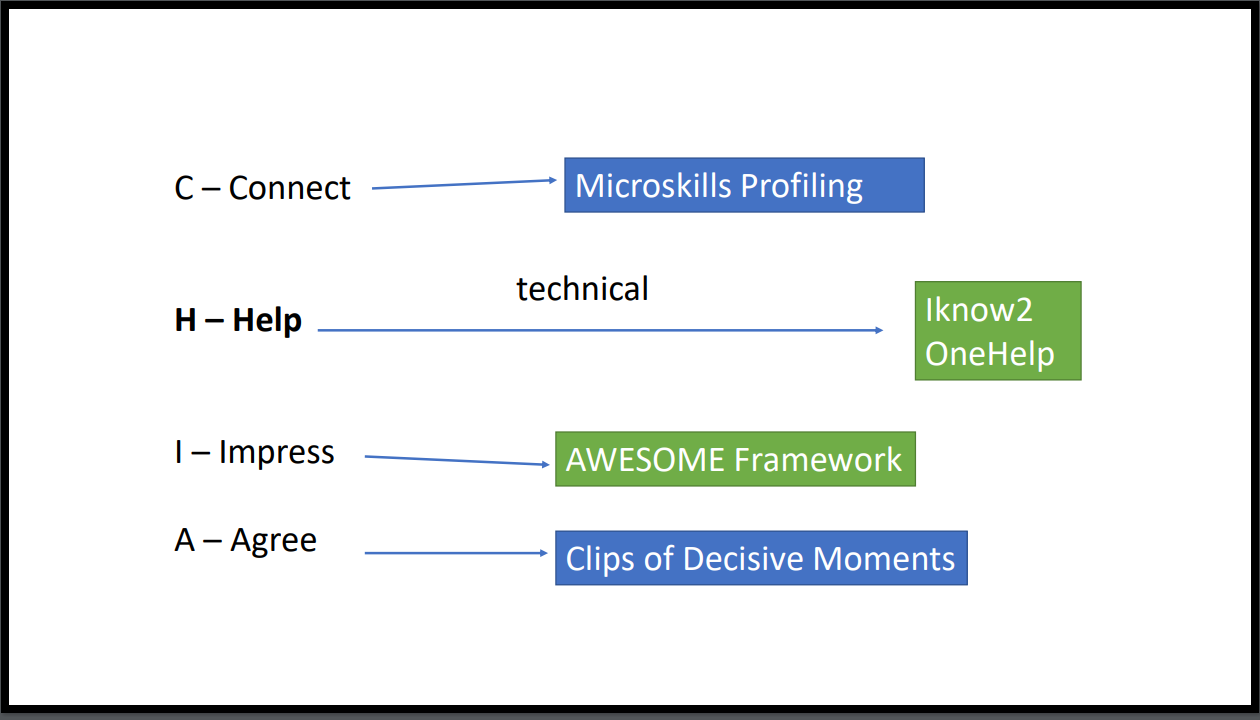 C – Connect
Microskills Profiling
technical
H – Help
Iknow2
OneHelp
I – Impress
AWESOME Framework
A – Agree
Clips of Decisive Moments